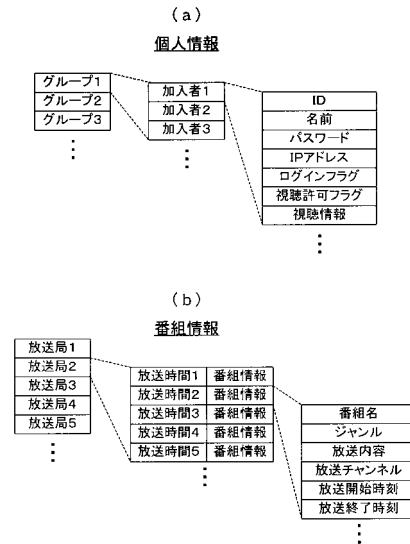 (a)
個人情報
グループ1
グループ2
グループ3
加入者1
加入者2
加入者3
ID
名前
パスワード
IPアドレス
ログインフラグ
視聴許可フラグ
視聴情報
(b)
番組情報
放送局1
放送局2
放送局3
放送局4
放送局5
放送時間1 番組情報
放送時間2 番組情報
放送時間3 番組情報
放送時間4 番組情報
放送時間5 番組情報
番組名
ジャンル
放送内容
放送チャンネル
放送開始時刻
放送終了時刻